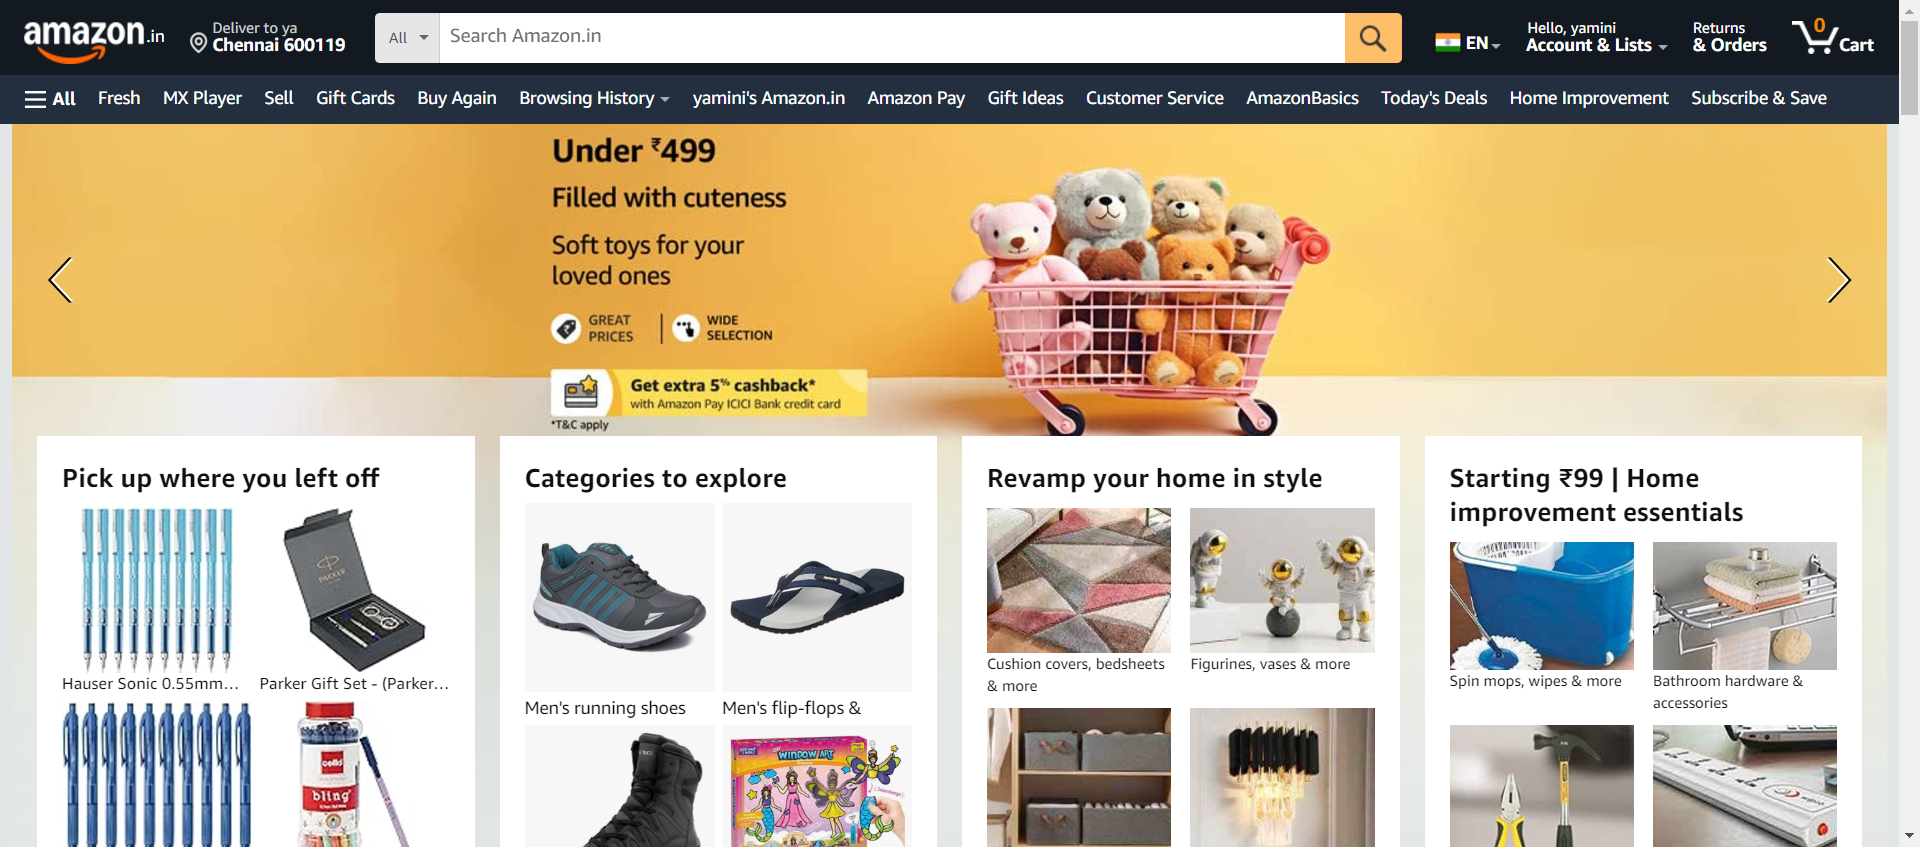 amazon.in
Deliver to ya
Chennai 600119
All
Search Amazon.in
EN
Hello, yamini
Account & Lists
Returns
& Orders
0
Cart
All
Fresh
MX Player
Sell
Gift Cards
Buy Again
Browsing History
yamini's Amazon.in
Amazon Pay
Gift Ideas
Customer Service
AmazonBasics
Today's Deals
Home Improvement
Subscribe & Save
Under ₹499
Filled with cuteness
Soft toys for your
loved ones
GREAT
PRICES
WIDE
SELECTION
Get extra 5% cashback*
with Amazon Pay ICICI Bank credit card
*T&C apply
Pick up where you left off
PARKER
Hauser Sonic 0.55mm...
Parker Gift Set - (Parker...
cello
bling
Categories to explore
Men's running shoes
Men's flip-flops &
WINDOW ART
Revamp your home in style
Cushion covers, bedsheets
& more
Figurines, vases & more
Starting ₹99 | Home
improvement essentials
Spin mops, wipes & more
Bathroom hardware &
accessories
wipro